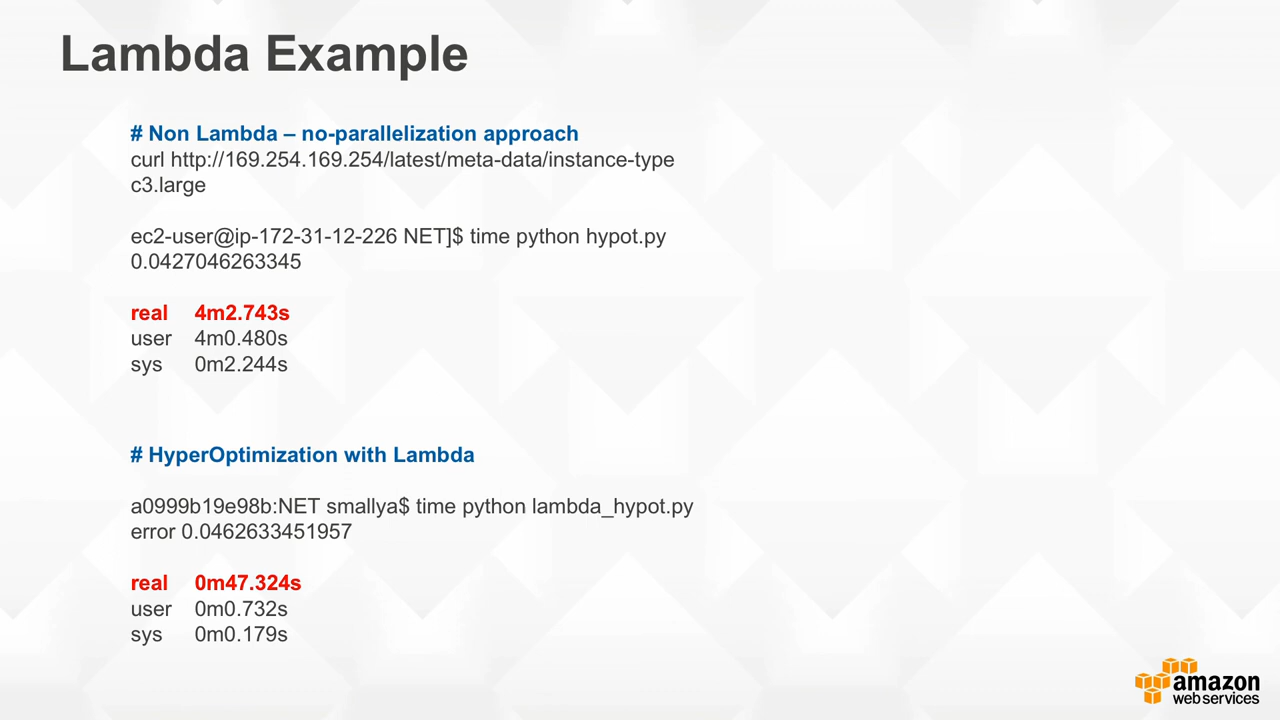 Lambda Example
# Non Lambda – no-parallelization approach
curl http://169.254.169.254/latest/meta-data/instance-type
c3.large
ec2-user@ip-172-31-12-226 NET]$ time python hypot.py
0.0427046263345
real 4m2.743s
user 4m0.480s
sys 0m2.244s
# HyperOptimization with Lambda
a0999b19e98b:NET smallya$ time python lambda_hypot.py
error 0.0462633451957
real 0m47.324s
user 0m0.732s
sys 0m0.179s
amazon
webservices